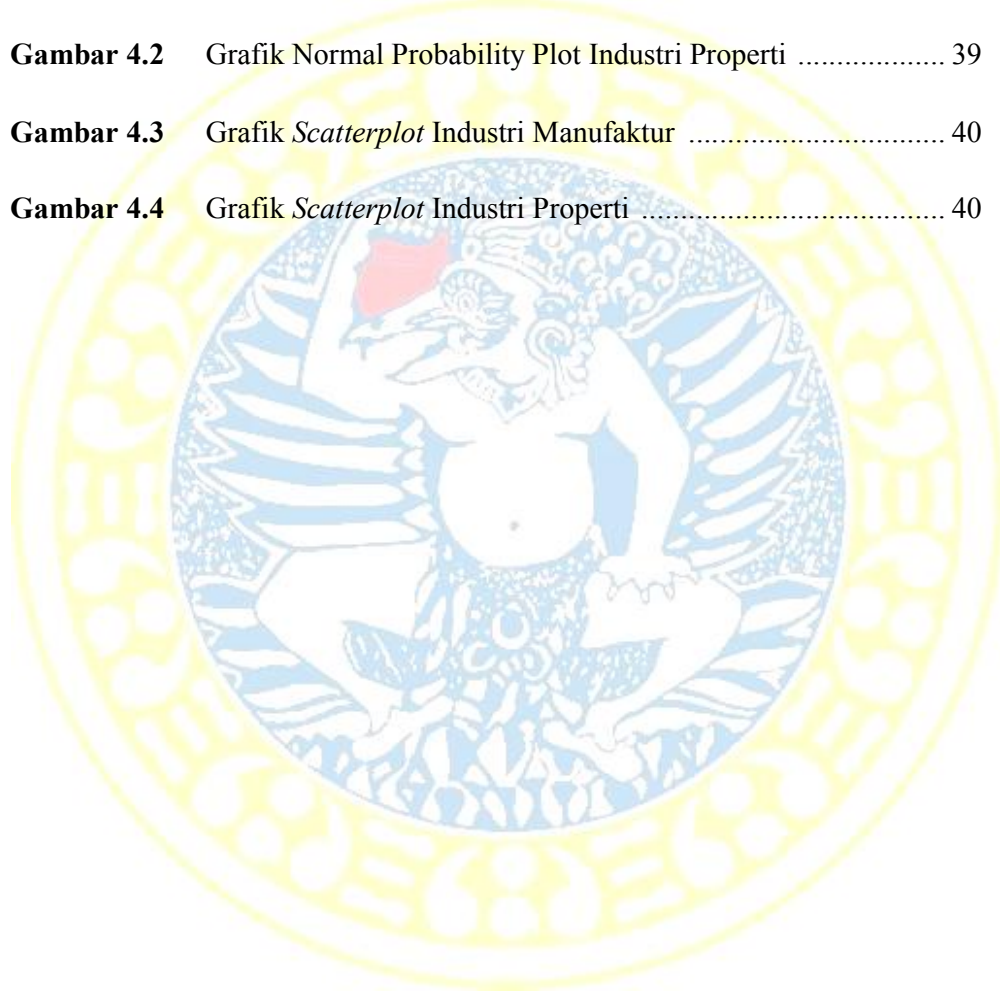 Gambar 4.2 Grafik Normal Probability Plot Industri Properti ................... 39
Gambar 4.3 Grafik Scatterplot Industri Manufaktur ................................. 40
Gambar 4.4 Grafik Scatterplot Industri Properti ....................................... 40